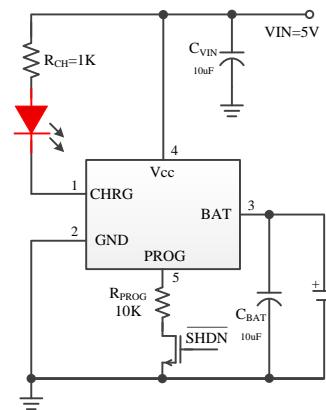 VIN=5V
CVIN
10uF
RCH=1K
4
Vcc
1
CHRG
3
BAT
2
GND
PROG
5
RPROG
10K
SHDN
CBAT
10uF
+